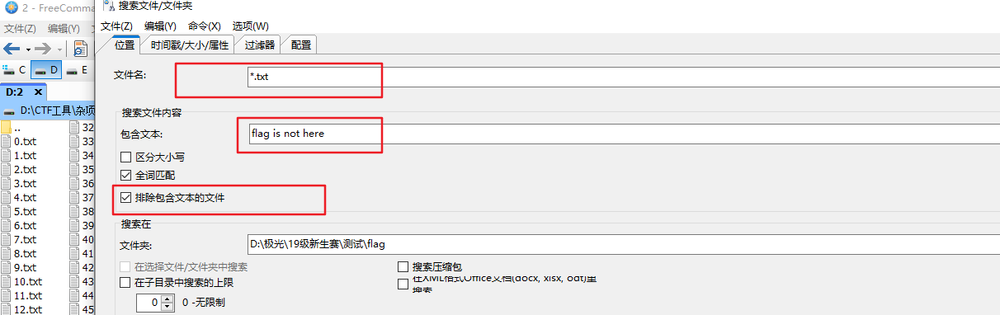 2 - FreeComma
搜索文件/文件夹
文件(Z) 编辑(Y)
文件(Z) 编辑(Y) 命令(X) 选项(W)
位置 时间戳/大小/属性 过滤器 配置
C D E
文件名: *.txt
D:2 x
D:\CTF工具\杂项
搜索文件内容
.. 32
包含文本: flag is not here
0.txt 33
1.txt 34
区分大小写
2.txt 35
全词匹配
3.txt 36
4.txt 37
排除包含文本的文件
5.txt 38
6.txt 39
搜索在
7.txt 40
文件夹: D:\极光\19级新生赛\测试\flag
8.txt 41
9.txt 42
在选择文件/文件夹中搜索 搜索压缩包
10.txt 43
在子目录中搜索的上限 在XML格式Office文档(docx, xlsx, odt)里
搜索
11.txt 44
0 0 -无限制
12.txt 45